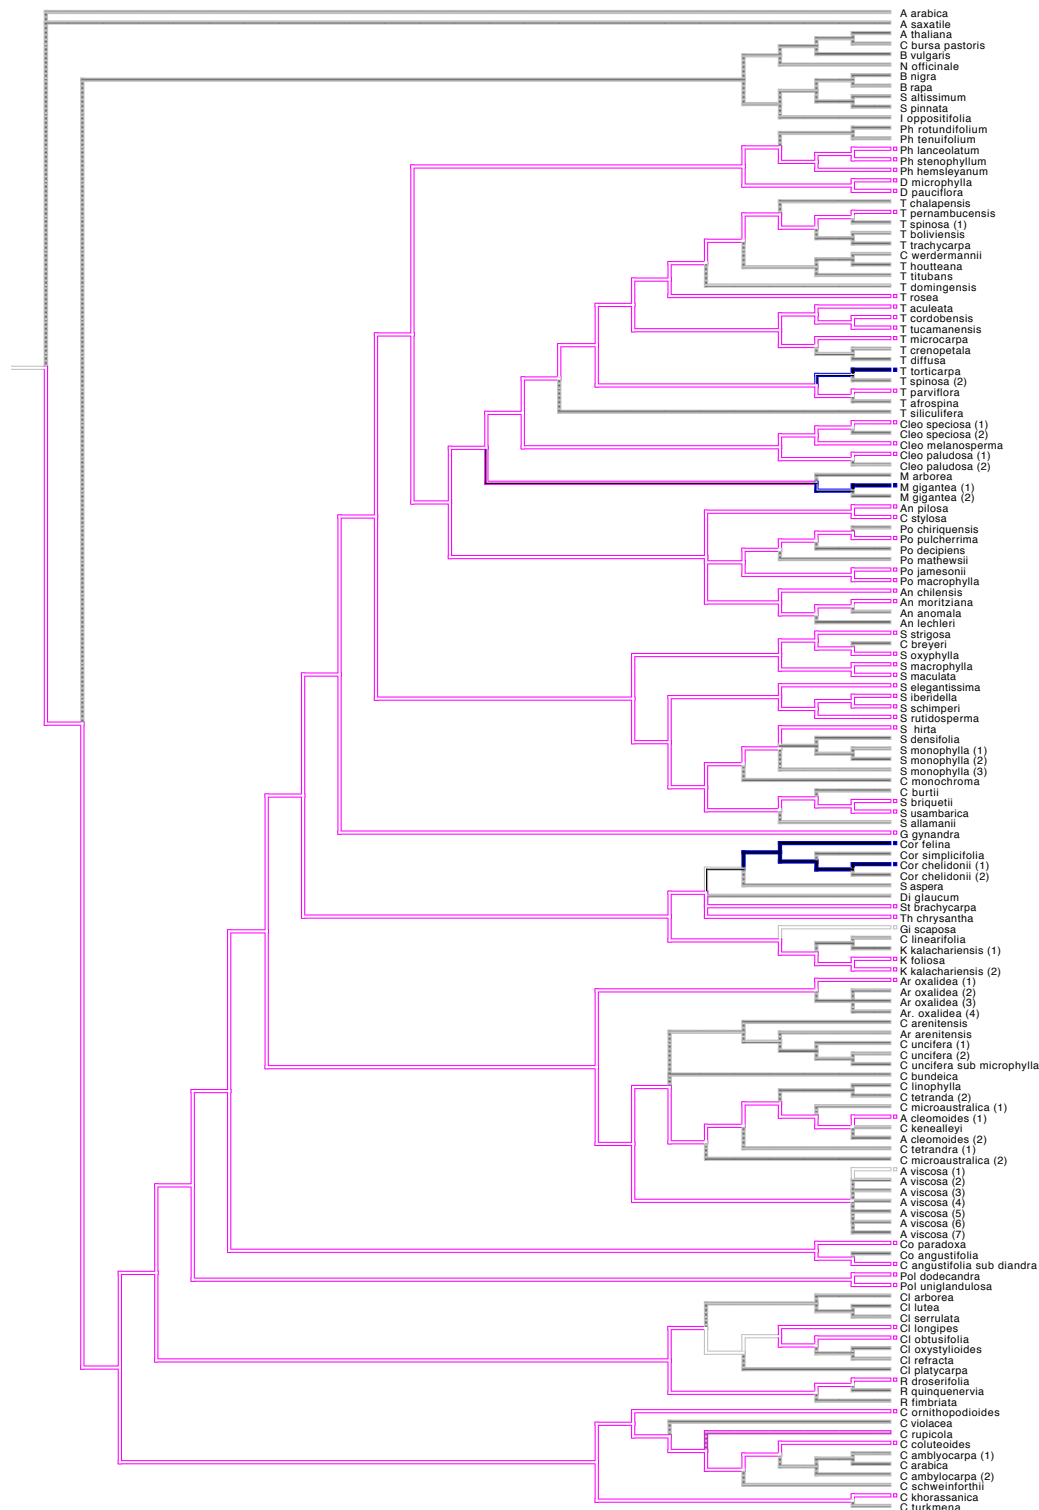 A arabica
A saxatile
A thaliana
C bursa pastoris
B vulgaris
N officinale
B nigra
B rapa
S altissimum
S pinnata
I oppositifolia
Ph rotundifolium
Ph tenuifolium
Ph lanceolatum
Ph stenophyllum
Ph hemsleyanum
D microphylla
D pauciflora
T chalapensis
T pernambucensis
T spinosa (1)
T boliviensis
T trachycarpa
C werdermannii
T houtteana
T titubans
T domingensis
T rosea
T aculeata
T cordobensis
T tucamanensis
T microcarpa
T crenopetala
T diffusa
T torticarpa
T spinosa (2)
T parviflora
T afrospina
T siliculifera
Cleo speciosa (1)
Cleo speciosa (2)
Cleo melanosperma
Cleo paludosa (1)
Cleo paludosa (2)
M arborea
M gigantea (1)
M gigantea (2)
An pilosa
C stylosa
Po chiriquensis
Po pulcherrima
Po decipiens
Po mathewsii
Po jamesonii
Po macrophylla
An chilensis
An moritziana
An anomala
An lechleri
S strigosa
C breyeri
S oxyphylla
S macrophylla
S maculata
S elegantissima
S iberidella
S schimperi
S rutidosperma
S hirta
S densifolia
S monophylla (1)
S monophylla (2)
S monophylla (3)
C monochroma
C burtii
S briquetii
S usambarica
S allamanii
G gynandra
Cor felina
Cor simplicifolia
Cor chelidonii (1)
Cor chelidonii (2)
S aspera
Di glaucum
St brachycarpa
Th chrysantha
Gi scaposa
C linearifolia
K kalachariensis (1)
K foliosa
K kalachariensis (2)
Ar oxalidea (1)
Ar oxalidea (2)
Ar oxalidea (3)
Ar. oxalidea (4)
C arenitensis
Ar arenitensis
C uncifera (1)
C uncifera (2)
C uncifera sub microphylla
C bundeica
C linophylla
C tetranda (2)
C microaustralica (1)
A cleomoides (1)
C kenealleyi
A cleomoides (2)
C tetrandra (1)
C microaustralica (2)
A viscosa (1)
A viscosa (2)
A viscosa (3)
A viscosa (4)
A viscosa (5)
A viscosa (6)
A viscosa (7)
Co paradoxa
Co angustifolia
C angustifolia sub diandra
Pol dodecandra
Pol uniglandulosa
Cl arborea
Cl lutea
Cl serrulata
Cl longipes
Cl obtusifolia
Cl oxystylioides
Cl refracta
Cl platycarpa
R droserifolia
R quinquenervia
R fimbriata
C ornithopodioides
C violacea
C rupicola
C coluteoides
C amblyocarpa (1)
C arabica
C ambylocarpa (2)
C schweinforthii
C khorassanica
C turkmena